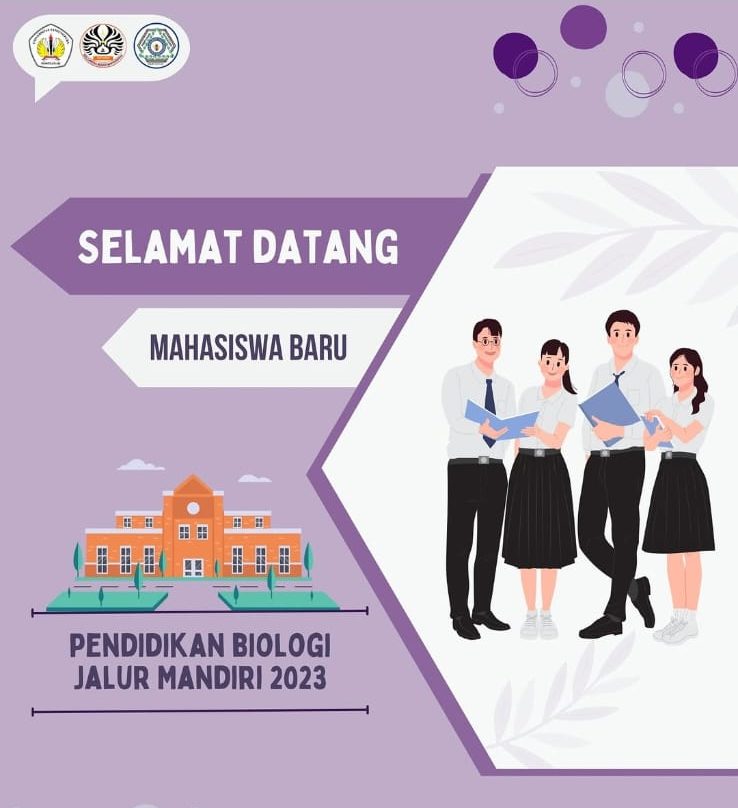 SELAMAT DATANG
MAHASISWA BARU
PENDIDIKAN BIOLOGI
JALUR MANDIRI 2023